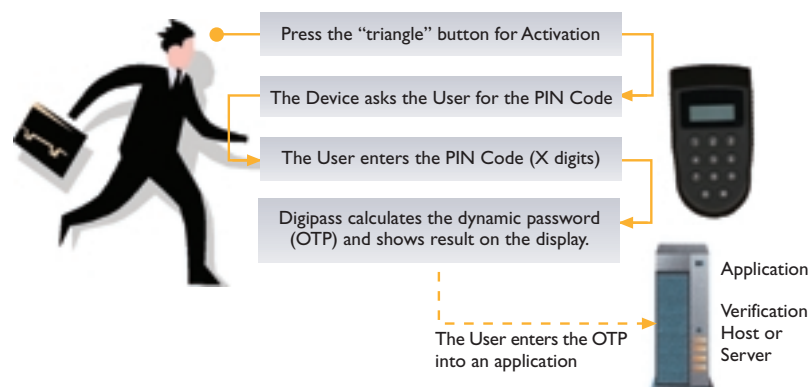 Press the “triangle” button for Activation
The Device asks the User for the PIN Code
The User enters the PIN Code (X digits)
Digipass calculates the dynamic password
(OTP) and shows result on the display.
The User enters the OTP
into an application
Application
Verification
Host or
Server